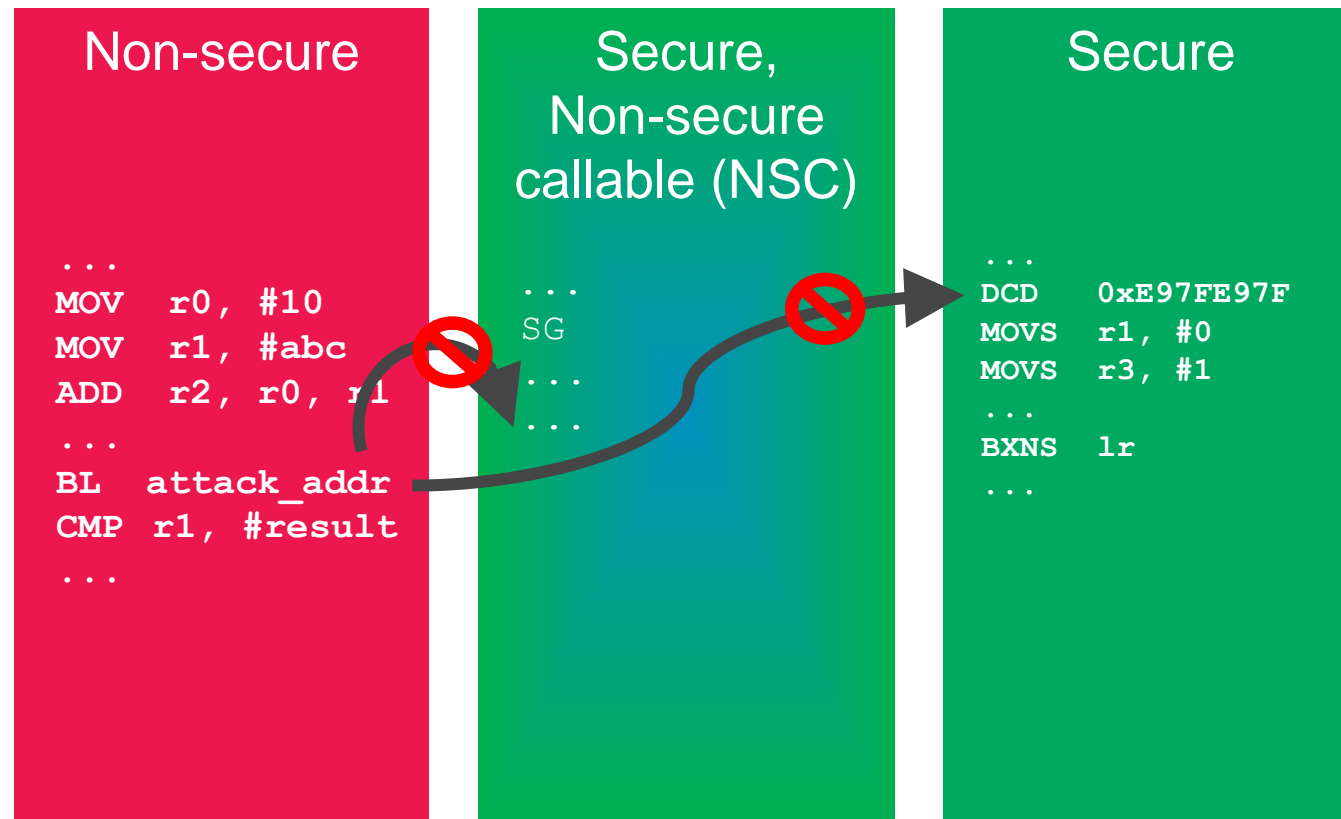 Non-secure
...
MOV r0, #10
MOV r1, #abc
ADD r2, r0, r1
...
BL attack_addr
CMP r1, #result
...
Secure,
Non-secure
callable (NSC)
...
SG
...
...
Secure
...
DCD 0xE97FE97F
MOVS r1, #0
MOVS r3, #1
...
BXNS lr
...